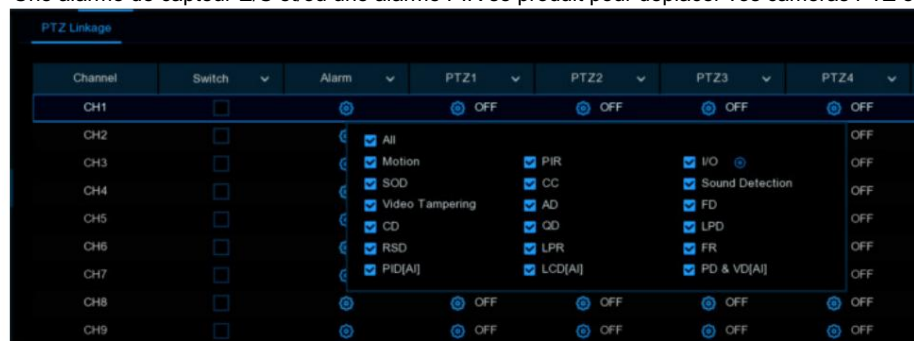 PTZ Linkage
Channel Switch Alarm PTZ1 PTZ2 PTZ3 PTZ4
CH1 OFF OFF OFF OFF
CH2 All OFF
CH3 Motion PIR I/O OFF
CH4 SOD CC Sound Detection OFF
Video Tampering AD FD
CH5 CD QD LPD OFF
CH6 RSD LPR FR OFF
CH7 PID[AI] LCD[AI] PD & VD[AI] OFF
CH8 OFF OFF OFF OFF
CH9 OFF OFF OFF OFF